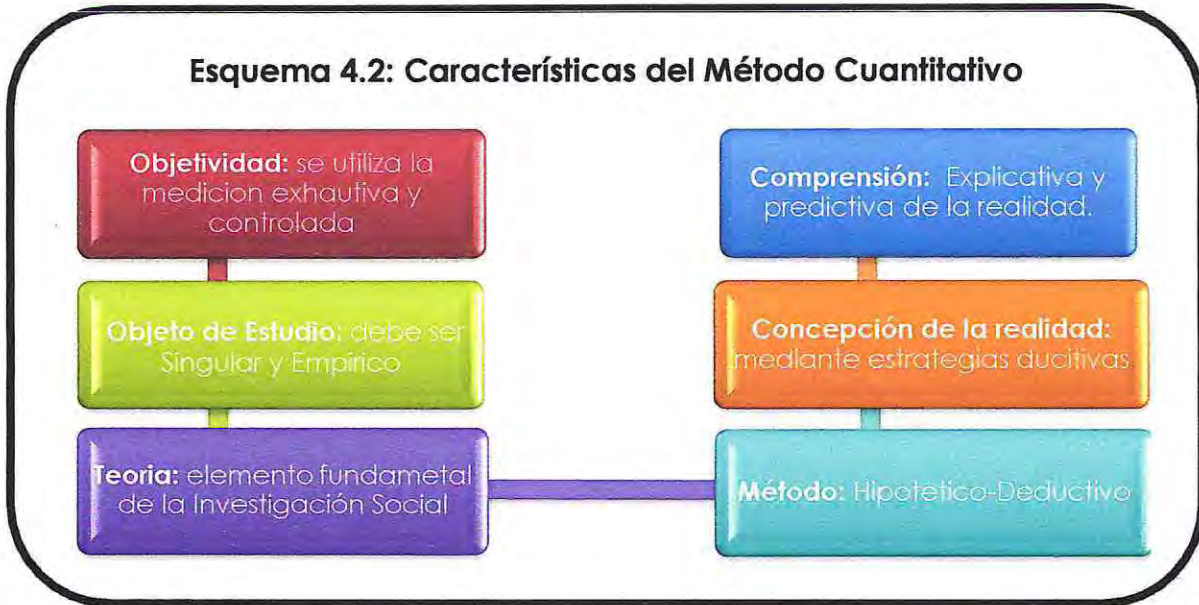 Esquema 4.2: Características del Método Cuantitativo
Objetividad: se utiliza la
medicion exhautiva y
controlada
Objeto de Estudio: debe ser
Singular y Empírico
Teoria: elemento fundametal
de la Investigación Social
Método: Hipotético-Deductivo
Concepción de la realidad:
mediante estrategias ducitivas
Comprensión: Explicativa y
predictiva de la realidad.